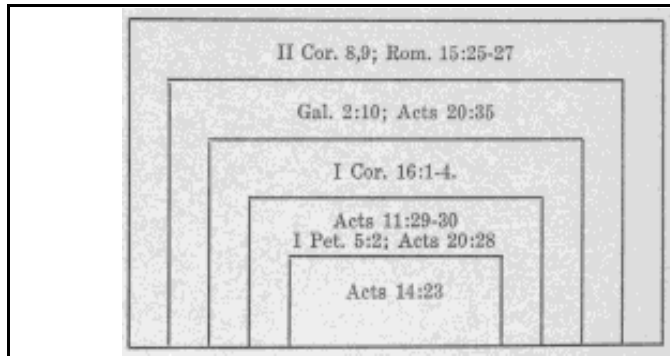 II Cor. 8,9; Rom. 15:25-27
Gal. 2:10; Acts 20:35
I Cor. 16:1-4.
Acts 11:29-30
I Pet. 5:2; Acts 20:28
Acts 14:23